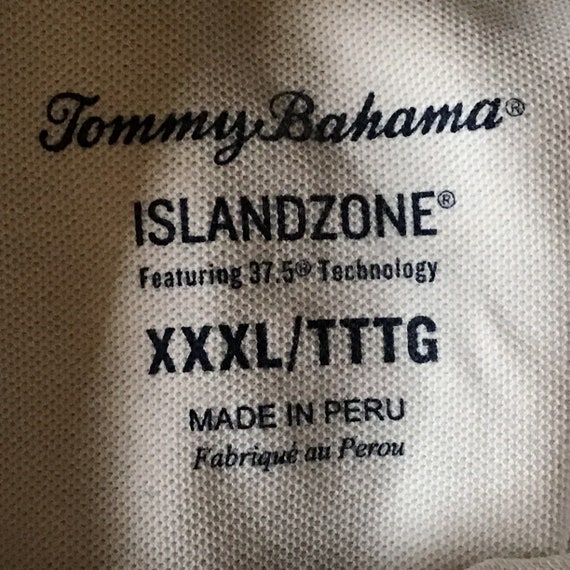 Tommy Bahama®
ISLANDZONE®
Featuring 37.5® Technology
XXXL/TTTG
MADE IN PERU
Fabriqué au Perou